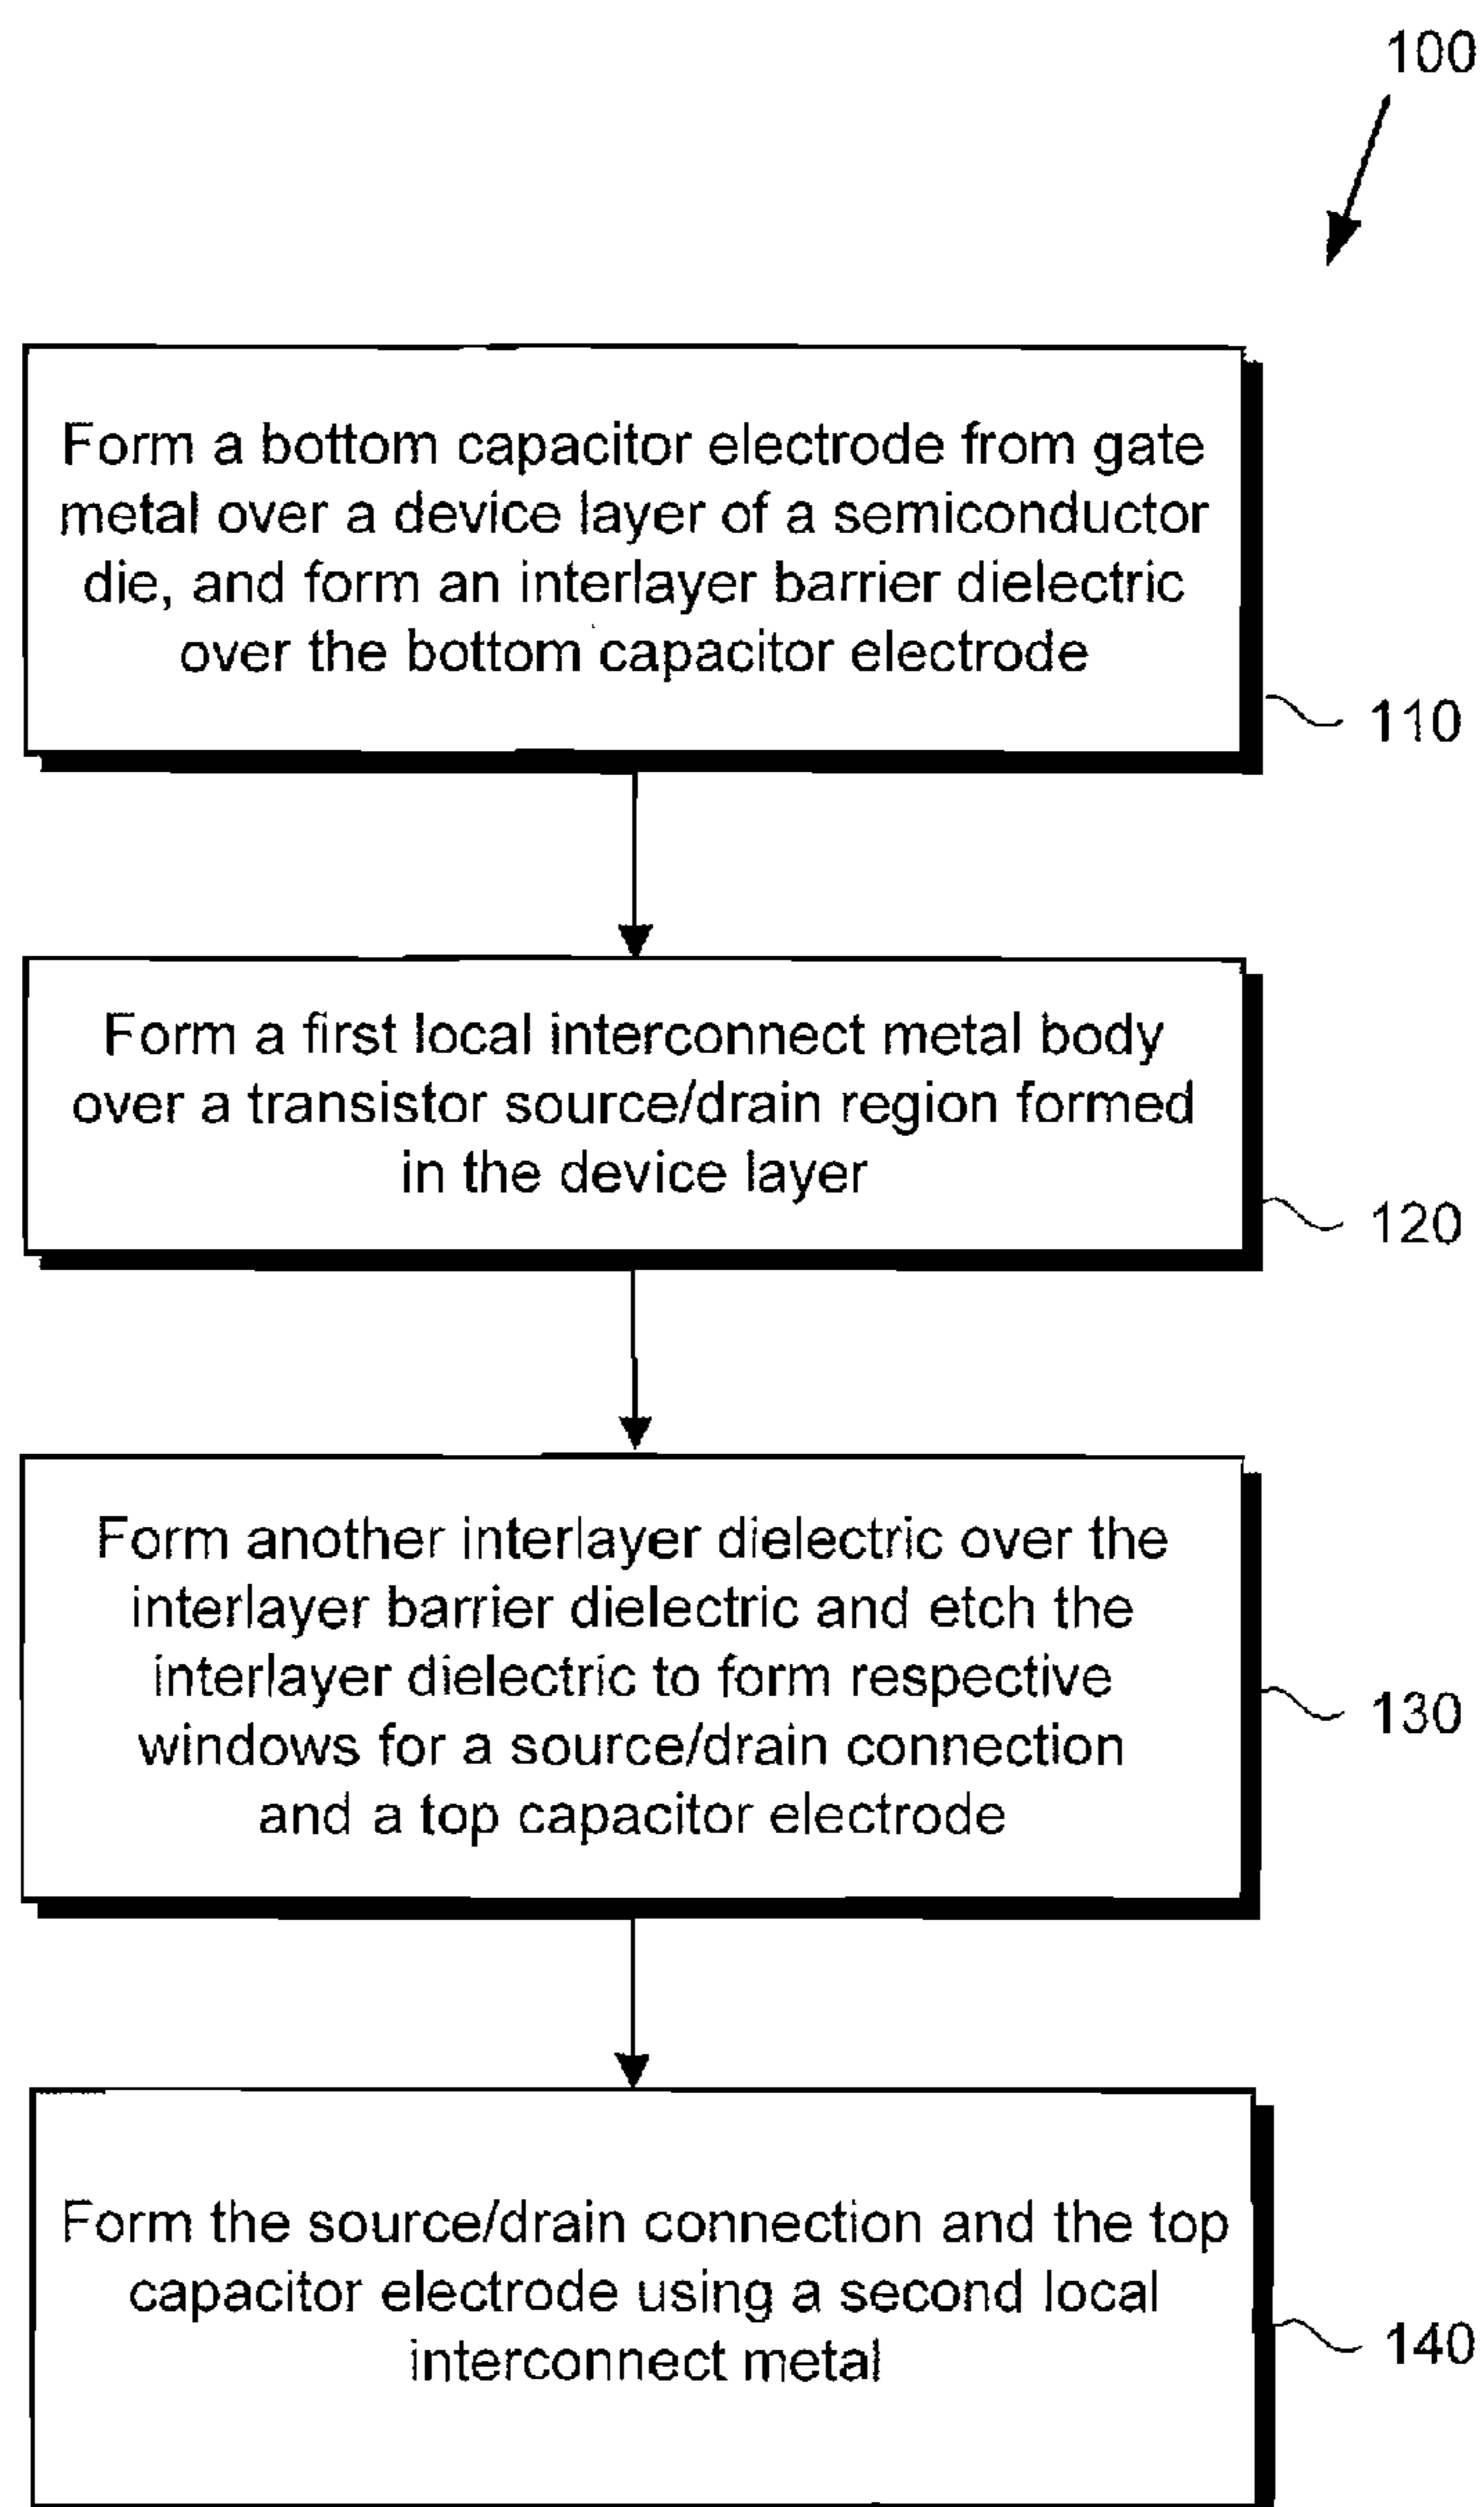 100
Form a bottom capacitor electrode from gate
metal over a device layer of a semiconductor
die, and form an interlayer barrier dielectric
over the bottom capacitor electrode
110
Form a first local interconnect metal body
over a transistor source/drain region formed
in the device layer
120
Form another interlayer dielectric over the
interlayer barrier dielectric and etch the
interlayer dielectric to form respective
windows for a source/drain connection
and a top capacitor electrode
130
Form the source/drain connection and the top
capacitor electrode using a second local
interconnect metal
140